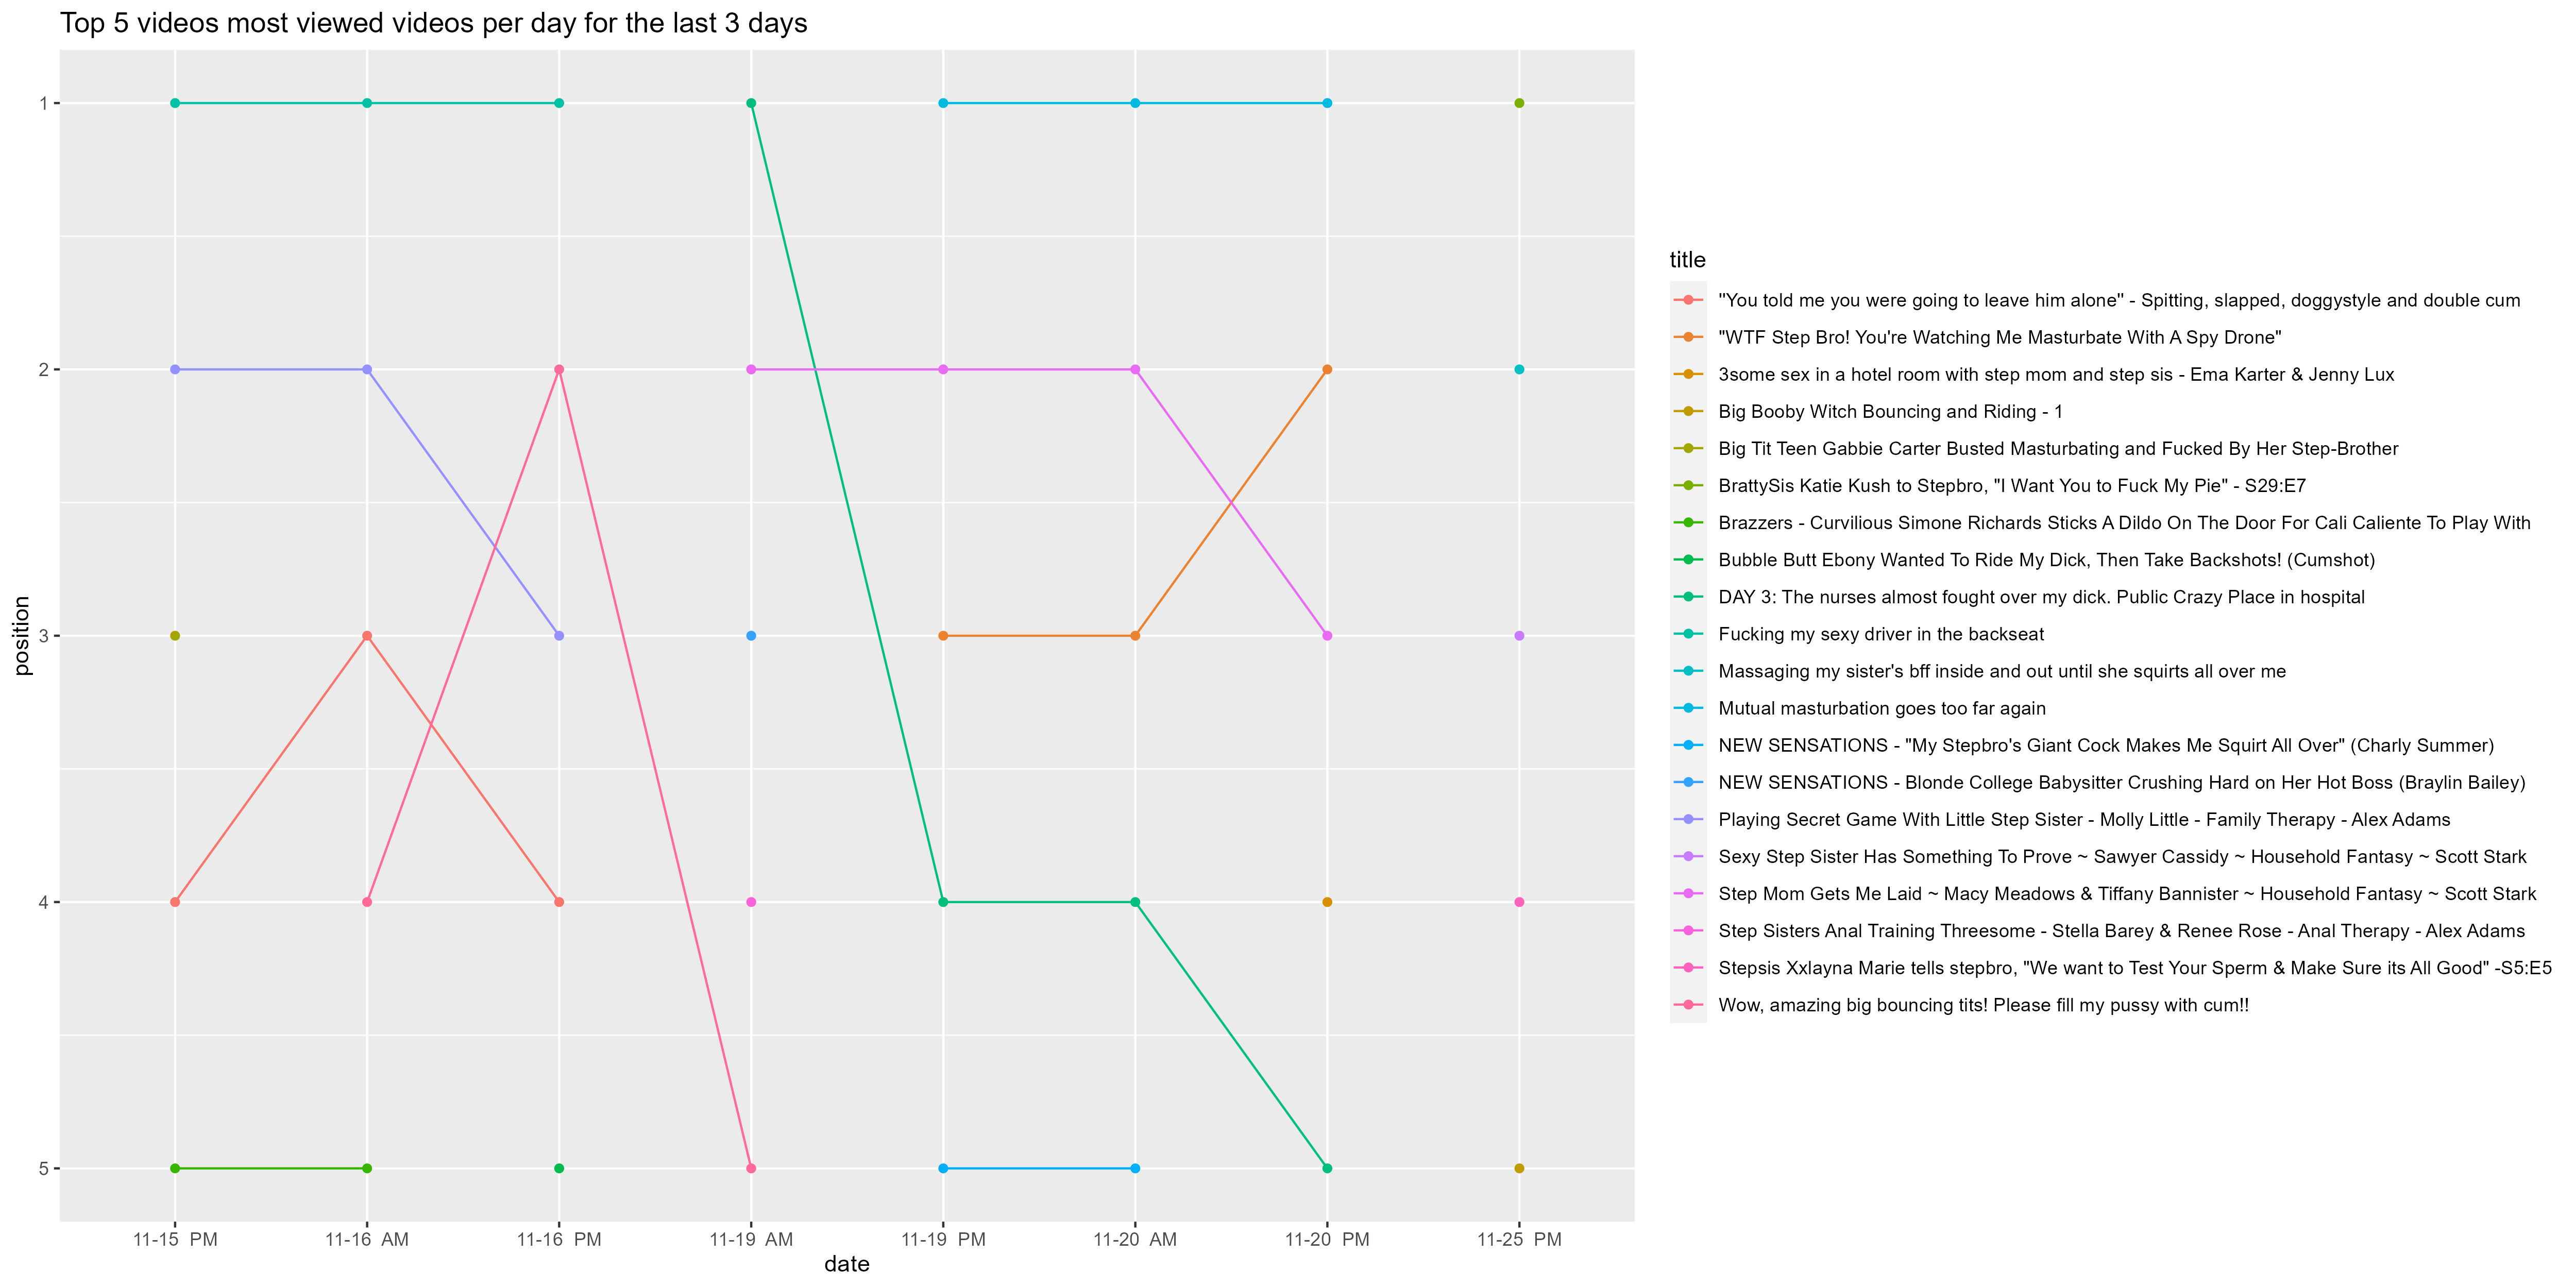 Top 5 videos most viewed videos per day for the last 3 days
position
1
2
3
4
5
11-15 PM
11-16 AM
11-16 PM
11-19 AM
11-19 PM
11-20 AM
11-20 PM
11-25 PM
date
title
"You told me you were going to leave him alone" - Spitting, slapped, doggystyle and double cum
"WTF Step Bro! You're Watching Me Masturbate With A Spy Drone"
3some sex in a hotel room with step mom and step sis - Ema Karter & Jenny Lux
Big Booby Witch Bouncing and Riding - 1
Big Tit Teen Gabbie Carter Busted Masturbating and Fucked By Her Step-Brother
BrattySis Katie Kush to Stepbro, "I Want You to Fuck My Pie" - S29:E7
Brazzers - Curvilious Simone Richards Sticks A Dildo On The Door For Cali Caliente To Play With
Bubble Butt Ebony Wanted To Ride My Dick, Then Take Backshots! (Cumshot)
DAY 3: The nurses almost fought over my dick. Public Crazy Place in hospital
Fucking my sexy driver in the backseat
Massaging my sister's bff inside and out until she squirts all over me
Mutual masturbation goes too far again
NEW SENSATIONS - "My Stepbro's Giant Cock Makes Me Squirt All Over" (Charly Summer)
NEW SENSATIONS - Blonde College Babysitter Crushing Hard on Her Hot Boss (Braylin Bailey)
Playing Secret Game With Little Step Sister - Molly Little - Family Therapy - Alex Adams
Sexy Step Sister Has Something To Prove ~ Sawyer Cassidy ~ Household Fantasy ~ Scott Stark
Step Mom Gets Me Laid ~ Macy Meadows & Tiffany Bannister ~ Household Fantasy ~ Scott Stark
Step Sisters Anal Training Threesome - Stella Barey & Renee Rose - Anal Therapy - Alex Adams
Stepsis Xxlayna Marie tells stepbro, "We want to Test Your Sperm & Make Sure its All Good" -S5:E5
Wow, amazing big bouncing tits! Please fill my pussy with cum!!